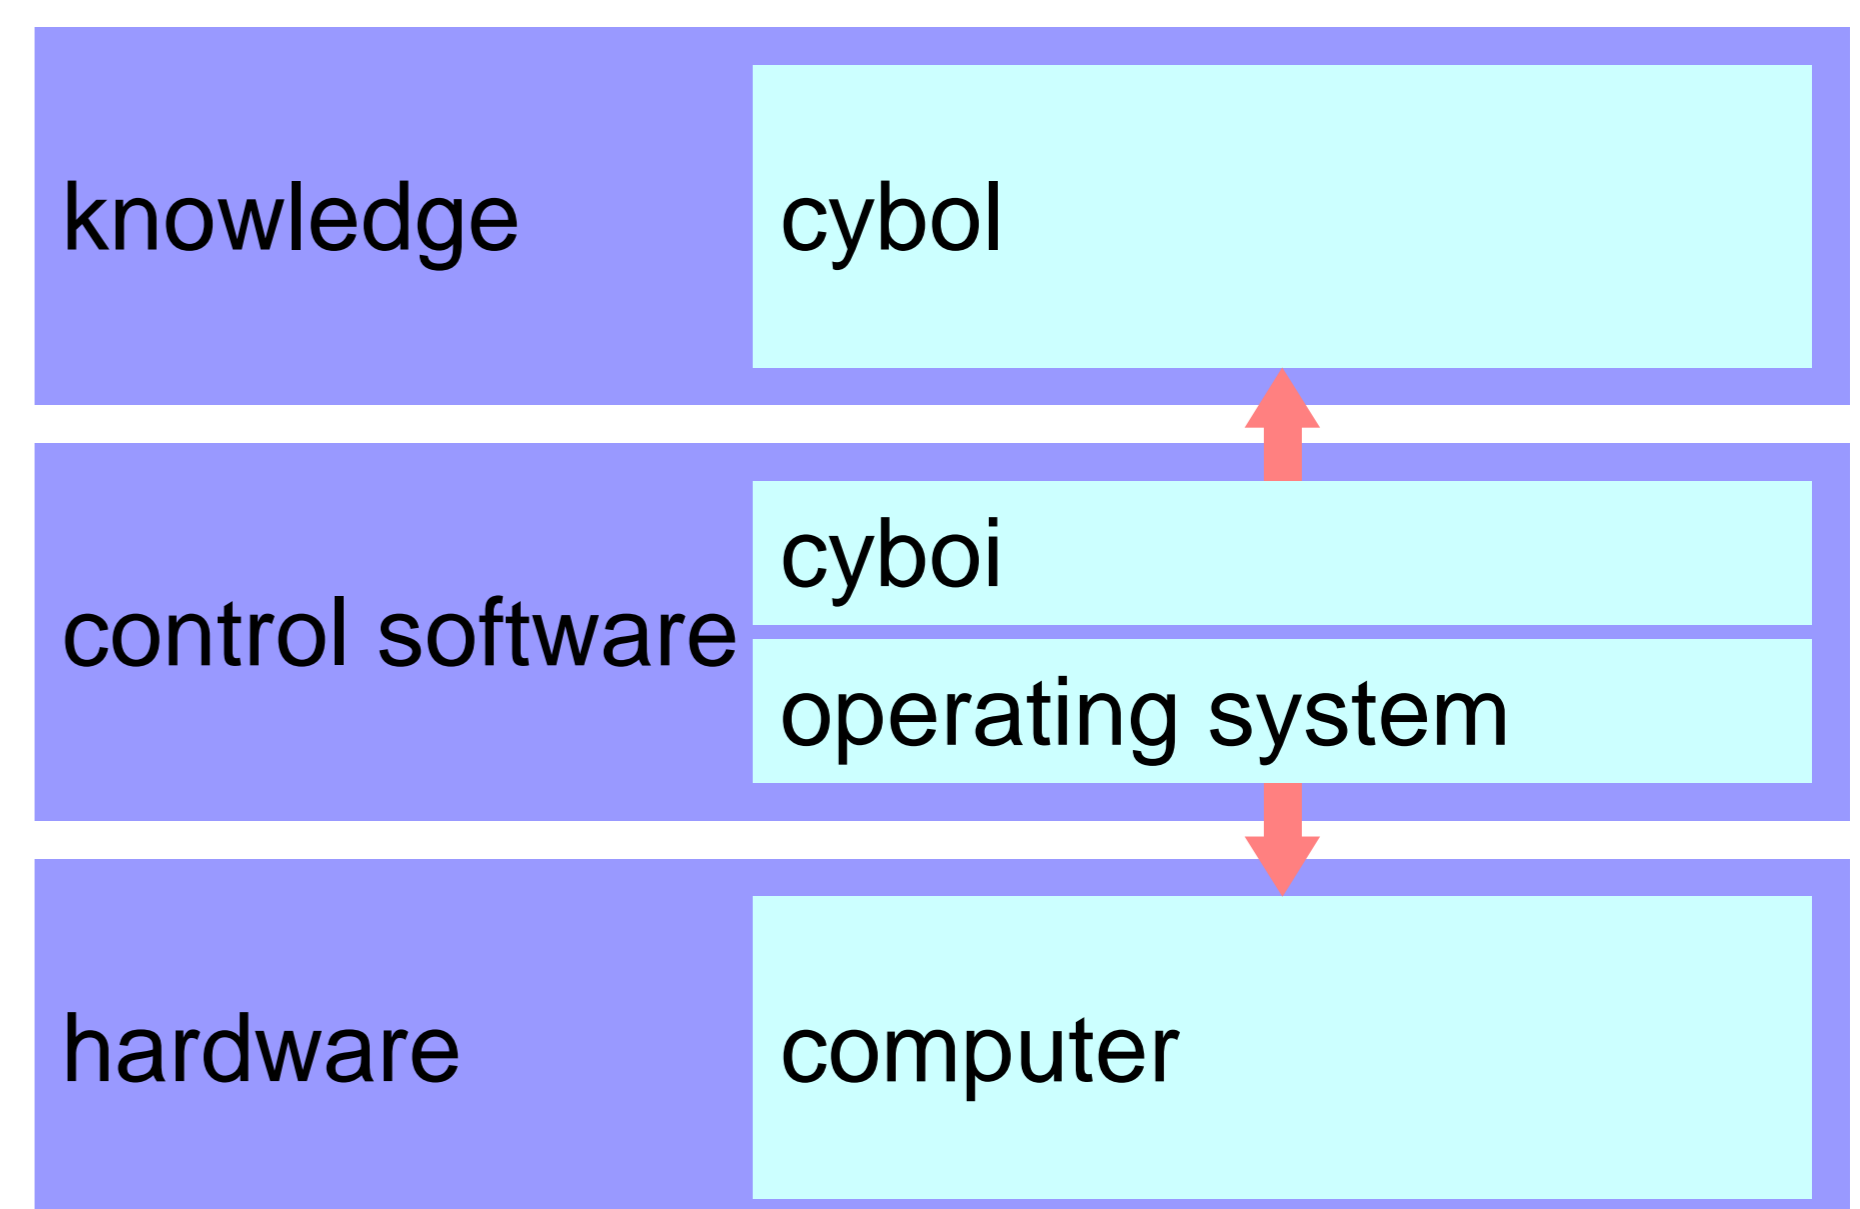 knowledge
cybol
control software
cyboi
operating system
hardware
computer